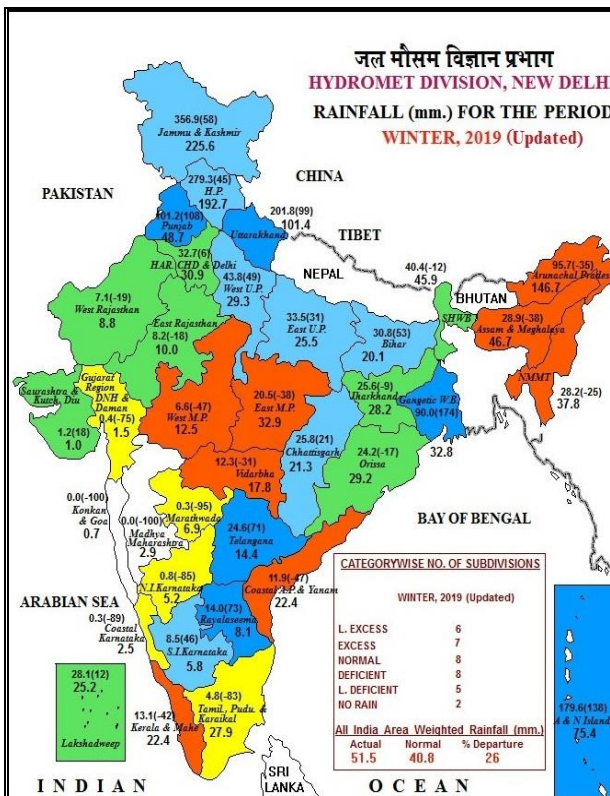 जल मौसम विज्ञान प्रभाग
HYDROMET DIVISION, NEW DELH
RAINFALL (mm.) FOR THE PERIOD
WINTER, 2019 (Updated)
356.9(58)
Jammu & Kashmir
225.6
279.3(45)
H.P.
192.7
CHINA
PAKISTAN
101.2(108)
Punjab
48.7
201.8(99)
101.4
Uttarakhand
TIBET
32.7(6)
HAR. CHD & Delhi
30.9
NEPAL
43.8(49)
West U.P.
29.3
40.4(-12)
45.9
BHUTAN
95.7(-35)
Arunachal Pradesh
146.7
7.1(-19)
West Rajasthan
8.8
East Rajasthan
8.2(-18)
10.0
33.5(31)
East U.P.
25.5
30.8(53)
Bihar
20.1
SHWB
28.9(-38)
Assam & Meghalaya
46.7
NMMT
28.2(-25)
37.8
Gujarat
Region
DNH &
Daman
0.4(-75)
1.5
Saurashtra &
Kutch, Diu
1.2(18)
1.0
6.6(-47)
West M.P.
12.5
20.5(-38)
East M.P.
32.9
25.6(-9)
Jharkhand
28.2
Gangetic W.B.
90.0(174)
32.8
25.8(21)
Chhattisgarh
21.3
24.2(-17)
Orissa
29.2
12.3(-31)
Vidarbha
17.8
0.0(-100)
Konkan
& Goa
0.7
0.0(-100)
Madhya
Maharashtra
2.9
0.3(-95)
Marathwada
6.9
24.6(71)
Telangana
14.4
BAY OF BENGAL
0.8(-85)
N.I.Karnataka
5.2
11.9(-47)
Coastal A.P. & Yanam
22.4
ARABIAN SEA
0.3(-89)
Coastal
Karnataka
2.5
14.0(73)
Rayalaseema
8.1
8.5(46)
S.I.Karnataka
5.8
28.1(12)
25.2
Lakshadweep
13.1(-42)
Kerala & Mahe
22.4
4.8(-83)
Tamil., Pudu. &
Karaikal
27.9
CATEGORYWISE NO. OF SUBDIVISIONS
WINTER, 2019 (Updated)
L. EXCESS 6
EXCESS 7
NORMAL 8
DEFICIENT 8
L. DEFICIENT 5
NO RAIN 2
All India Area Weighted Rainfall (mm.)
Actual Normal % Departure
51.5 40.8 26
179.6(138)
A & N Island
75.4
SRI
LANKA
INDIAN OCEAN